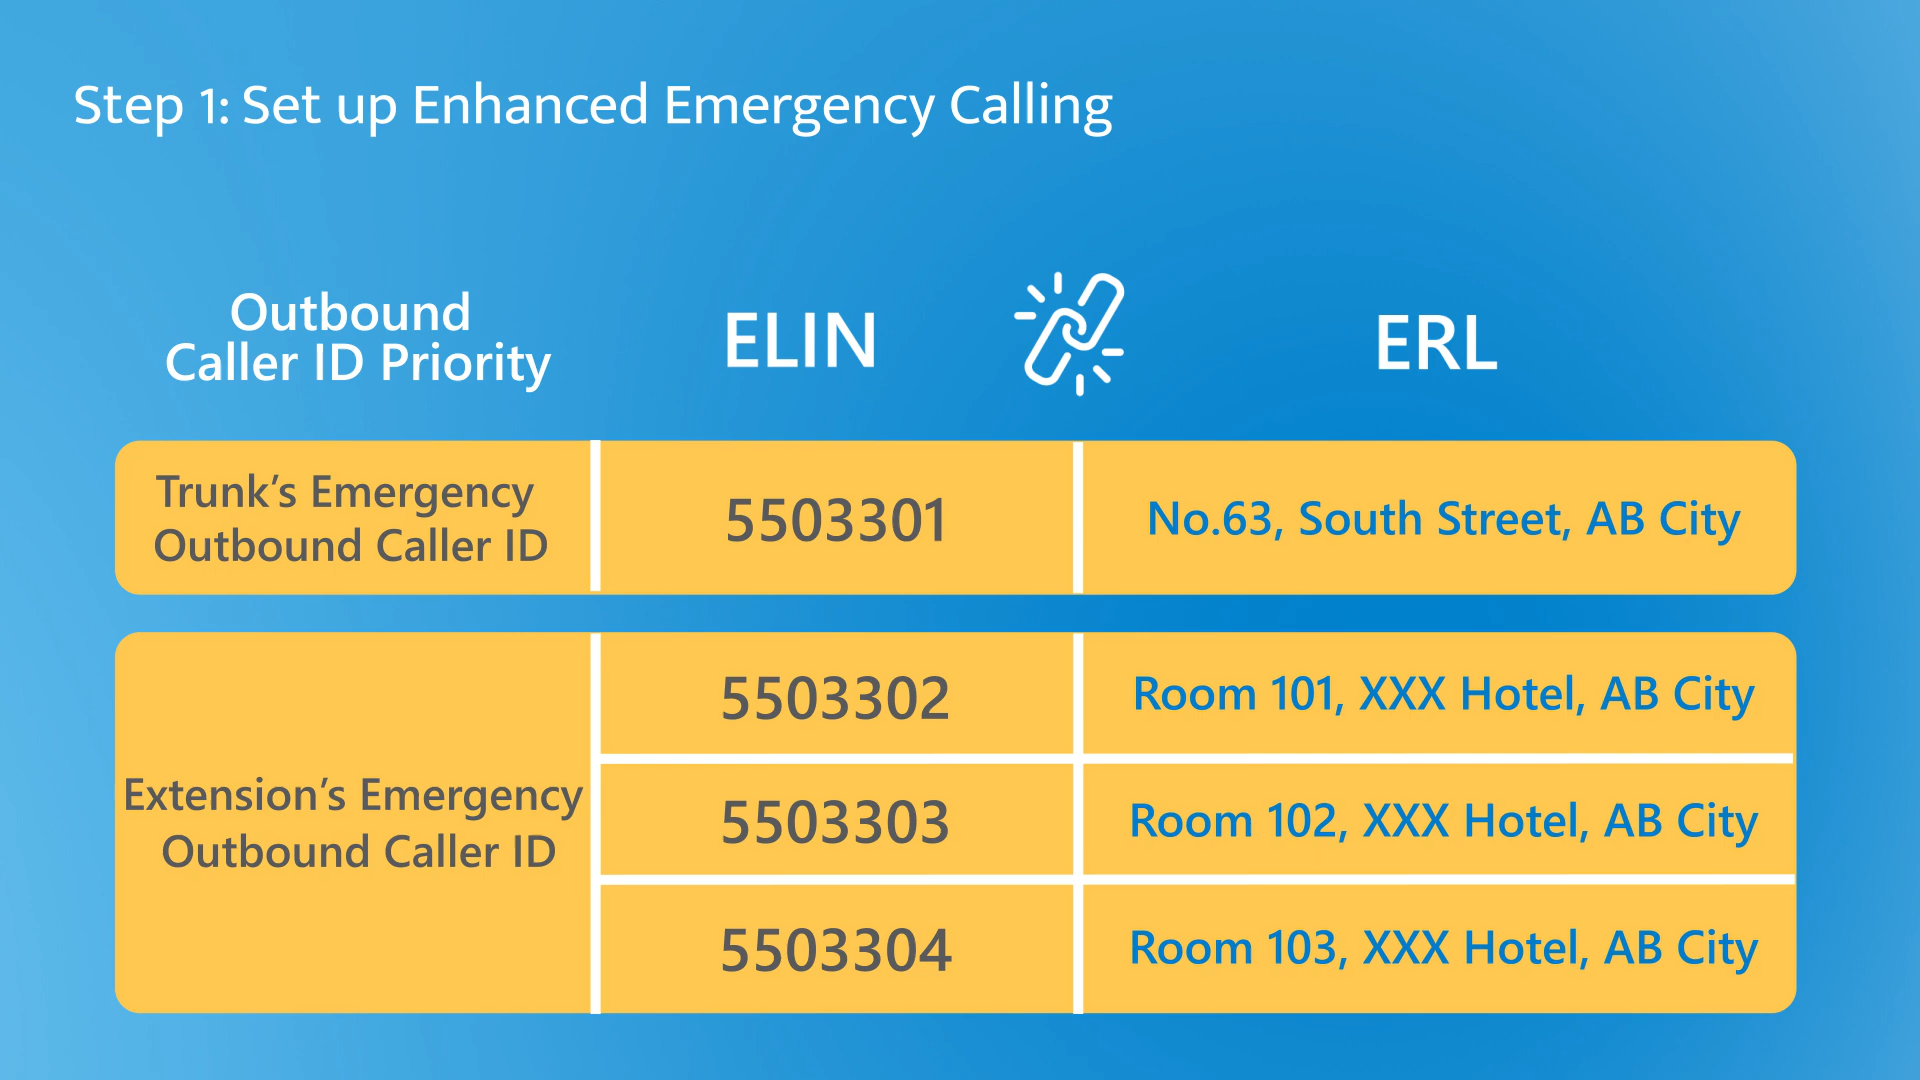 Step 1: Set up Enhanced Emergency Calling
Outbound
Caller ID Priority
ELIN
ERL
Trunk’s Emergency
Outbound Caller ID
5503301
No.63, South Street, AB City
Extension’s Emergency
Outbound Caller ID
5503302
Room 101, XXX Hotel, AB City
5503303
Room 102, XXX Hotel, AB City
5503304
Room 103, XXX Hotel, AB City